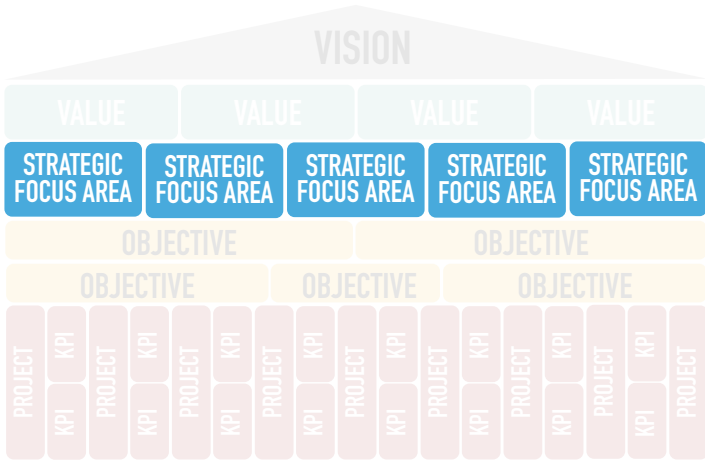 VISION
VALUE
VALUE
VALUE
VALUE
STRATEGIC
FOCUS AREA
STRATEGIC
FOCUS AREA
STRATEGIC
FOCUS AREA
STRATEGIC
FOCUS AREA
STRATEGIC
FOCUS AREA
OBJECTIVE
OBJECTIVE
OBJECTIVE
OBJECTIVE
OBJECTIVE
PROJECT
KPI
KPI
PROJECT
KPI
KPI
PROJECT
KPI
KPI
PROJECT
KPI
KPI
PROJECT
KPI
KPI
PROJECT
KPI
KPI
PROJECT
KPI
KPI
PROJECT
KPI
KPI
PROJECT